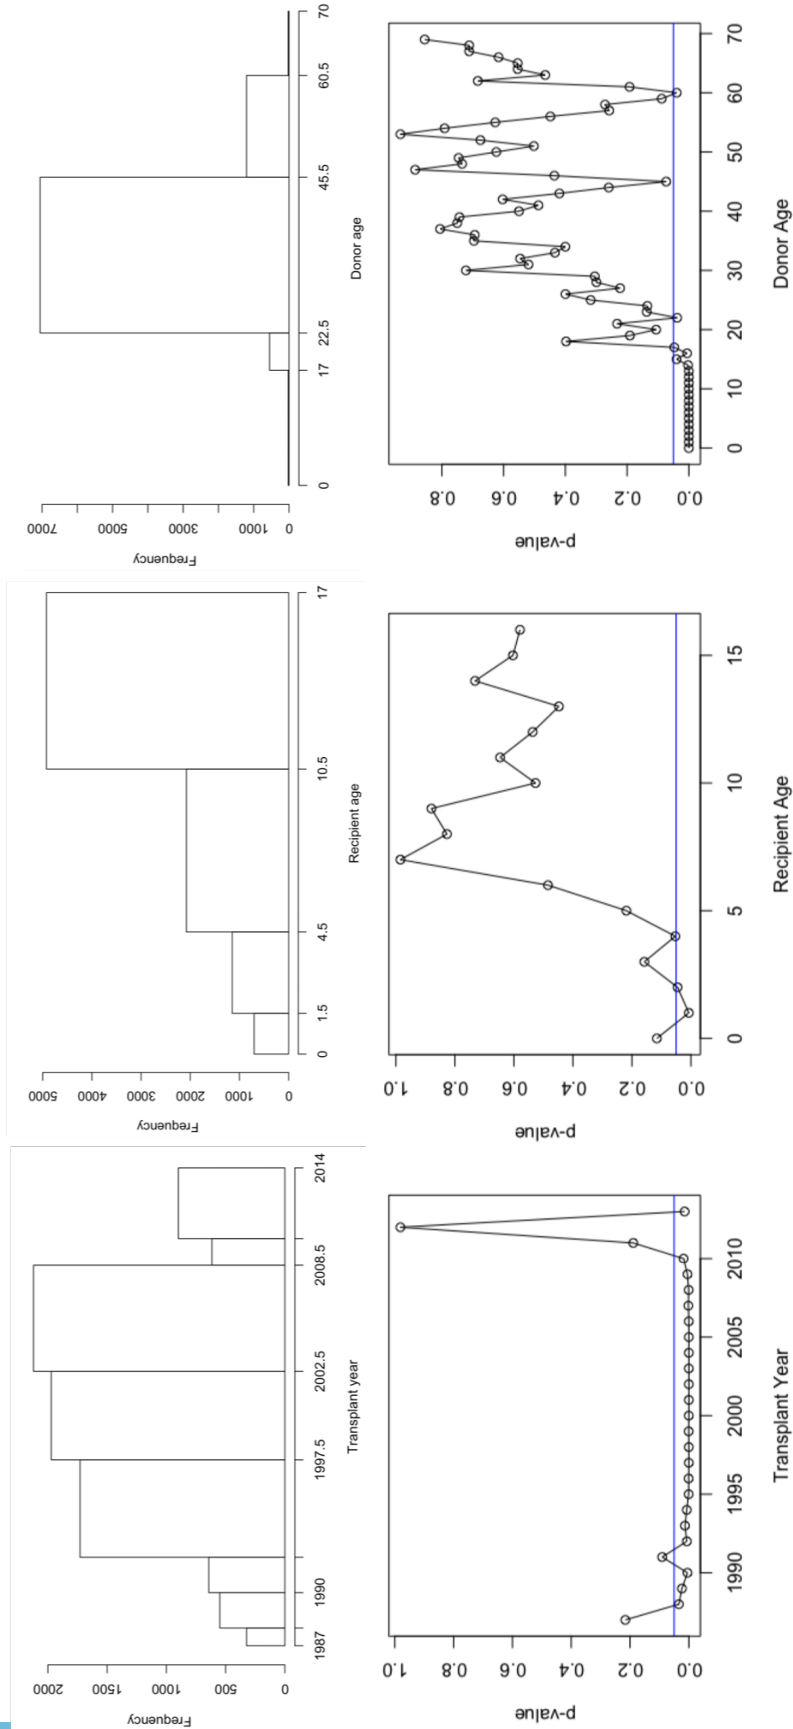 Frequency
0 500 1000 1500 2000
1987 1990 1997.5 2002.5 2008.5 2014
Transplant year
Frequency
0 1000 2000 3000 4000 5000
0 1.5 4.5 10.5 17
Recipient age
Frequency
0 1000 3000 5000 7000
0 17 22.5 45.5 60.5 70
Donor age
p-value
0.0 0.2 0.4 0.6 0.8 1.0
1990 1995 2000 2005 2010
Transplant Year
p-value
0.0 0.2 0.4 0.6 0.8 1.0
0 5 10 15
Recipient Age
p-value
0.0 0.2 0.4 0.6 0.8
0 10 20 30 40 50 60 70
Donor Age